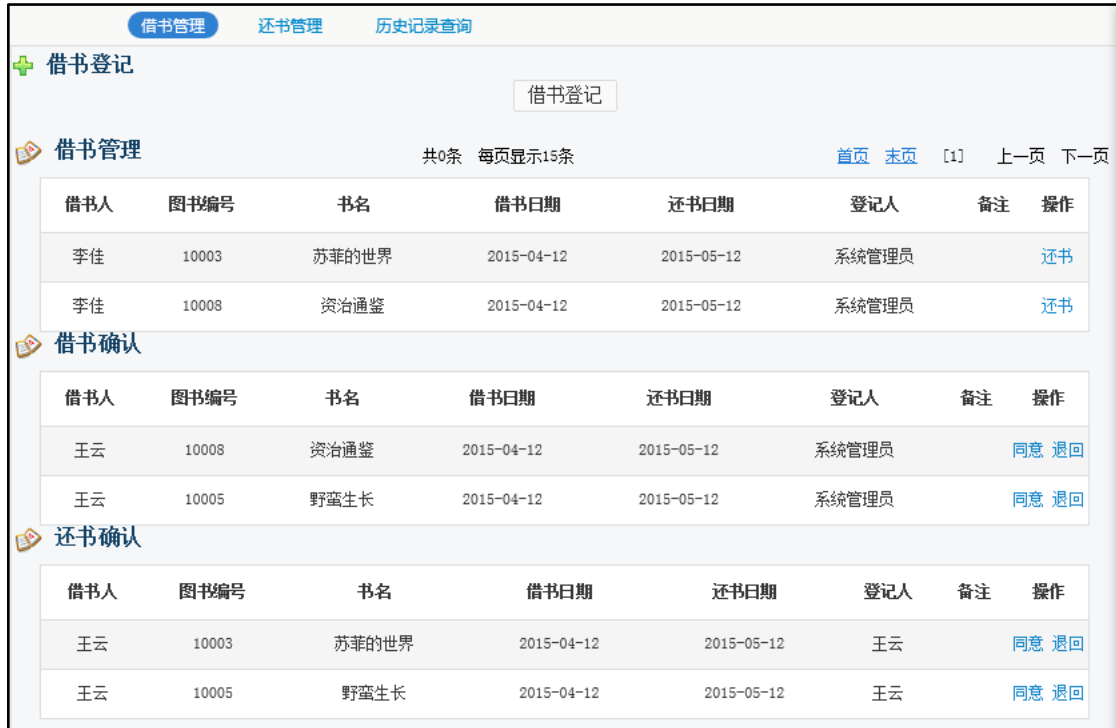 借书管理 还书管理 历史记录查询
借书登记
借书登记
借书管理 共0条 每页显示15条 首页 末页 [1] 上一页 下一页
借书人 图书编号 书名 借书日期 还书日期 登记人 备注 操作
李佳 10003 苏菲的世界 2015-04-12 2015-05-12 系统管理员 还书
李佳 10008 资治通鉴 2015-04-12 2015-05-12 系统管理员 还书
借书确认
借书人 图书编号 书名 借书日期 还书日期 登记人 备注 操作
王云 10008 资治通鉴 2015-04-12 2015-05-12 系统管理员 同意 退回
王云 10005 野蛮生长 2015-04-12 2015-05-12 系统管理员 同意 退回
还书确认
借书人 图书编号 书名 借书日期 还书日期 登记人 备注 操作
王云 10003 苏菲的世界 2015-04-12 2015-05-12 王云 同意 退回
王云 10005 野蛮生长 2015-04-12 2015-05-12 王云 同意 退回